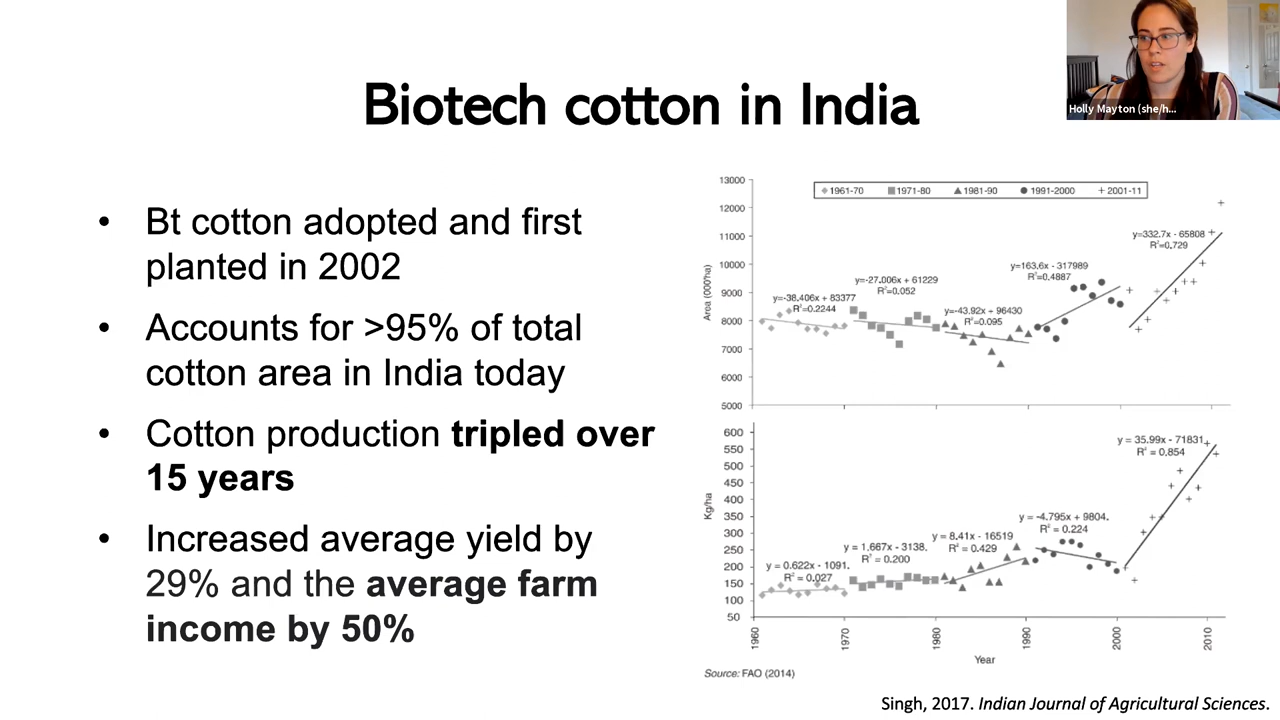 Holly Mayton (she/h...
Biotech cotton in India
• Bt cotton adopted and first
planted in 2002
• Accounts for >95% of total
cotton area in India today
• Cotton production tripled over
15 years
• Increased average yield by
29% and the average farm
income by 50%
13000
12000
11000
10000
9000
8000
7000
6000
5000
Area (000'ha)
1961-70 1971-80 1981-90 1991-2000 2001-11
y=-38.406x + 83377
R²=0.2244
y=-27.006x + 61229
R²=0.052
y=-43.92x + 96430
R²=0.095
y=163.6x - 317989
R²=0.4887
y=332.7x - 65808
R²=0.729
600
550
500
450
400
350
300
250
200
150
100
50
Kg/ha
y = 0.622x - 1091.
R² = 0.027
y = 1.667x - 3138.
R² = 0.200
y = 8.41x - 16519
R² = 0.429
y = -4.795x + 9804.
R² = 0.224
y = 35.99x - 71831
R² = 0.854
1960 1970 1980 1990 2000 2010
Year
Source: FAO (2014)
Singh, 2017. Indian Journal of Agricultural Sciences.